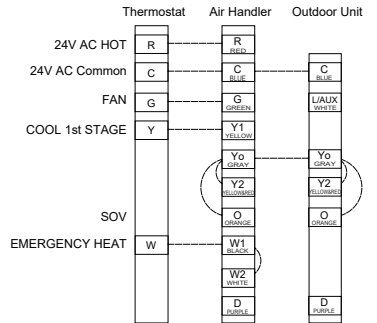 Thermostat Air Handler Outdoor Unit
24V AC HOT R R
RED
24V AC Common C C C
BLUE BLUE
FAN G G L/AUX
GREEN WHITE
COOL 1st STAGE Y Y1
YELLOW
Yo Yo
GRAY GRAY
Y2 Y2
YELLOW&RED YELLOW&RED
SOV O O
ORANGE ORANGE
EMERGENCY HEAT W W1
BLACK
W2
WHITE
D D
PURPLE PURPLE